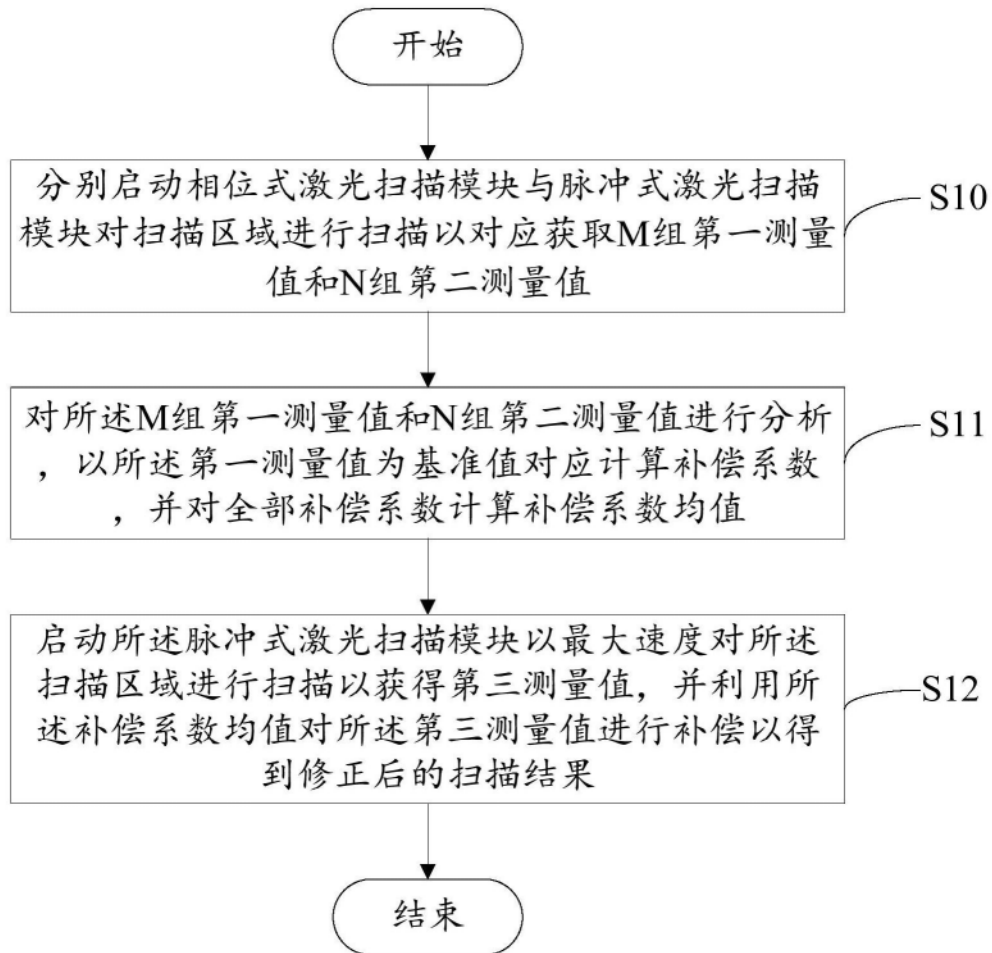 开始
分别启动相位式激光扫描模块与脉冲式激光扫描
模块对扫描区域进行扫描以对应获取M组第一测量
值和N组第二测量值
S10
对所述M组第一测量值和N组第二测量值进行分析
，以所述第一测量值为基准值对应计算补偿系数
，并对全部补偿系数计算补偿系数均值
S11
启动所述脉冲式激光扫描模块以最大速度对所述
扫描区域进行扫描以获得第三测量值，并利用所
述补偿系数均值对所述第三测量值进行补偿以得
到修正后的扫描结果
S12
结束